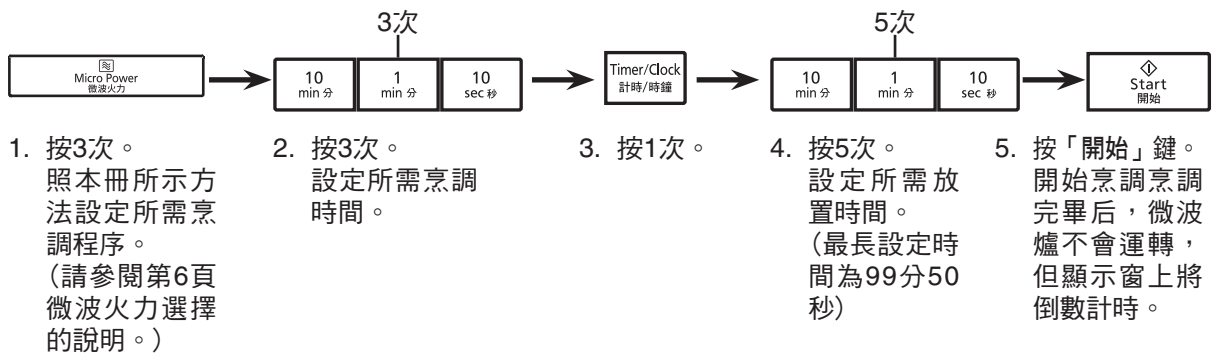 3次
5次
Micro Power
微波火力
10
min 分
1
min 分
10
sec 秒
Timer/Clock
計時/時鐘
10
min 分
1
min 分
10
sec 秒
Start
開始
1. 按3次。
照本冊所示方
法設定所需烹
調程序。
(請參閱第6頁
微波火力選擇
的說明。)
2. 按3次。
設定所需烹調
時間。
3. 按1次。
4. 按5次。
設定所需放
置時間。
(最長設定時
間為99分50
秒)
5. 按「開始」鍵。
開始烹調烹調
完畢后，微波
爐不會運轉，
但顯示窗上將
倒數計時。